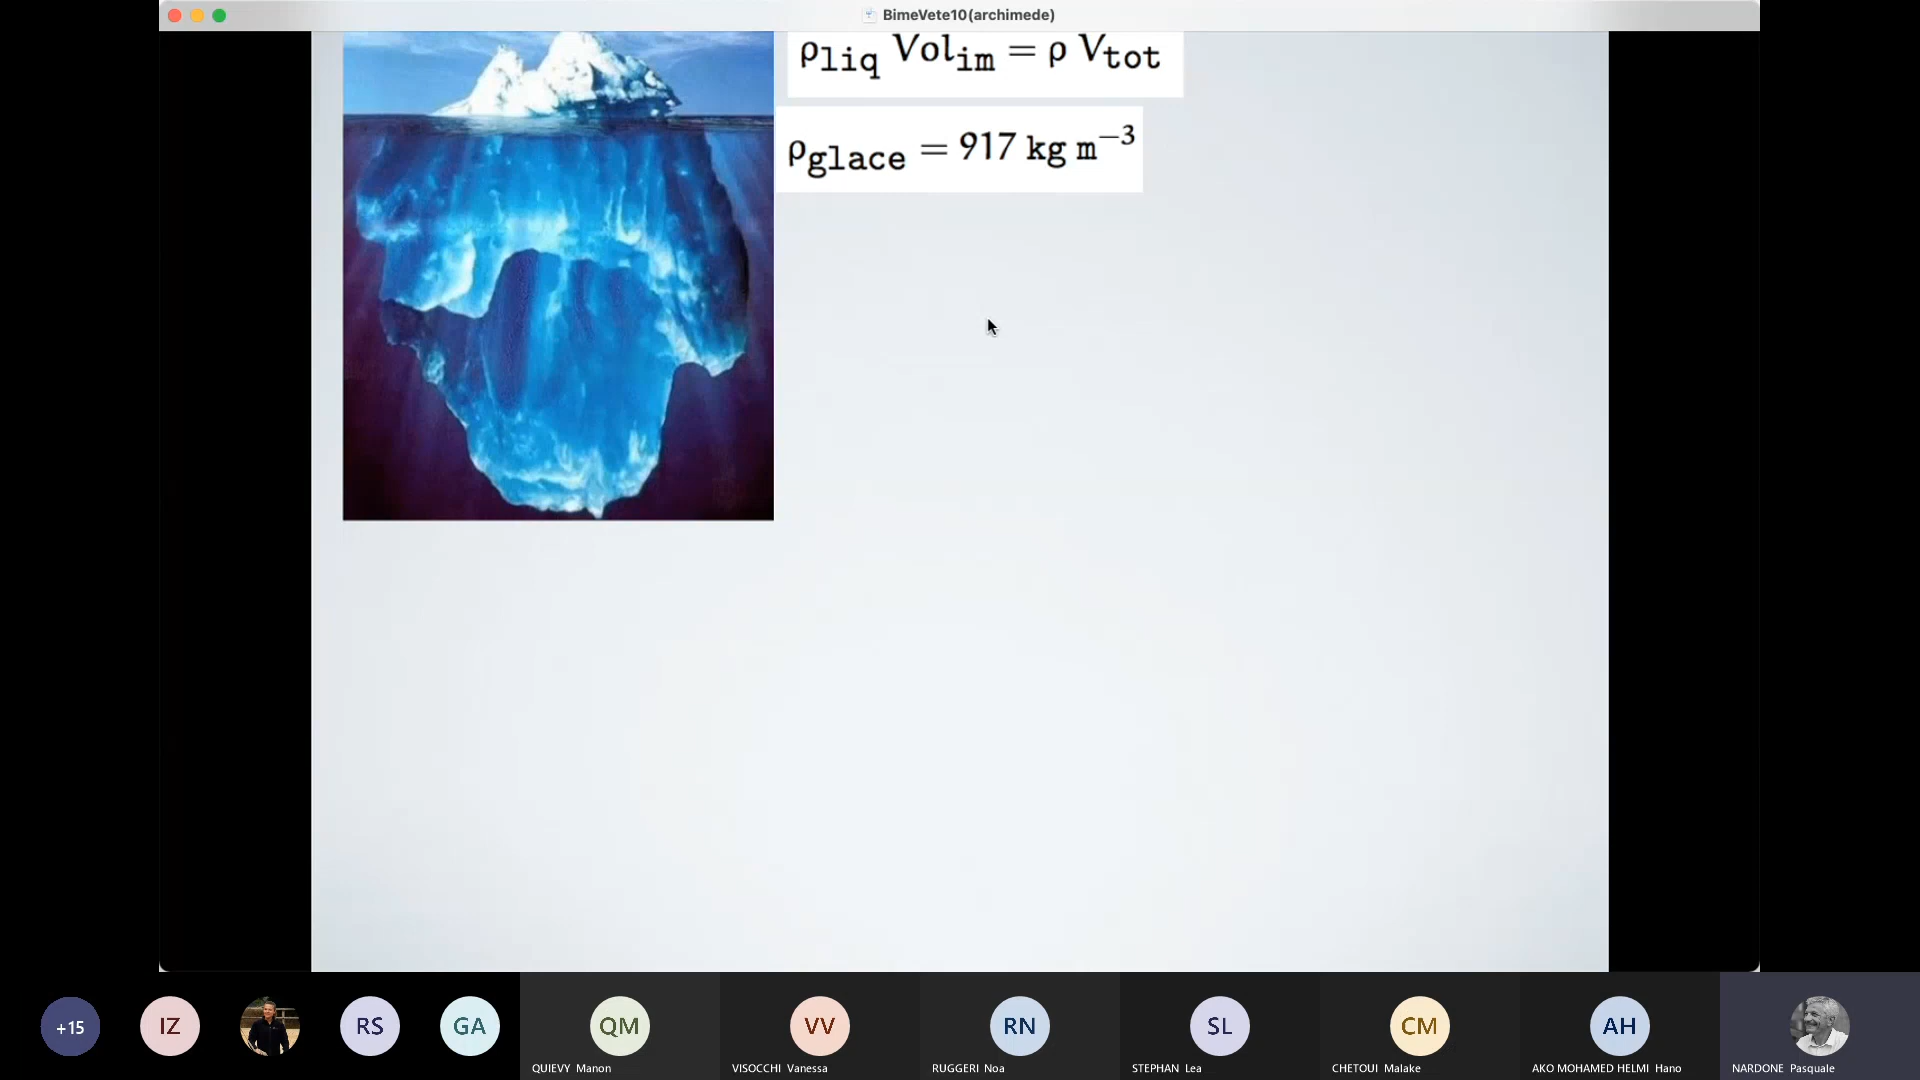 BimeVete10(archimede)
ρliq Volim = ρ Vtot
ρglace = 917 kg m⁻³
+15
IZ
RS
GA
QM
VV
RN
SL
CM
AH
QUIEVY Manon
VISOCCHI Vanessa
RUGGERI Noa
STEPHAN Lea
CHETOUI Malake
AKO MOHAMED HELMI Hano
NARDONE Pasquale